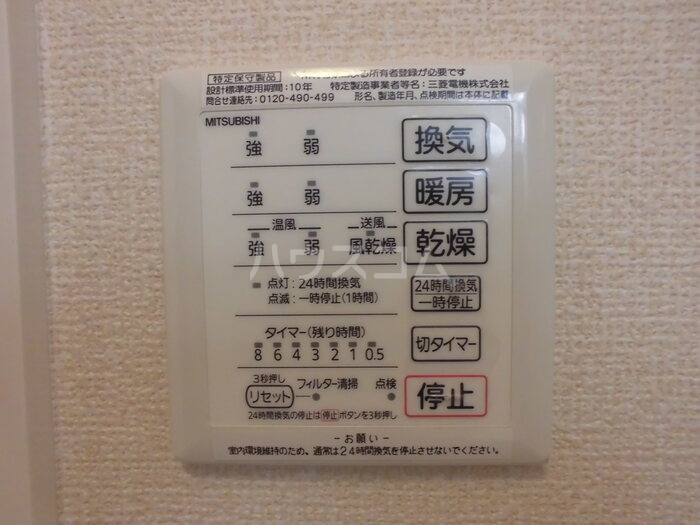 特定保守製品 所有者登録が必要です
設計標準使用期間:10年 特定製造事業者等名:三菱電機株式会社
問合せ連絡先:0120-490-499 形名、製造年月、点検期間は本体に記載
MITSUBISHI
強 弱 換気
強 弱 暖房
温風 送風
強 弱 風乾燥 乾燥
ハウスコム
点灯:24時間換気
点滅:一時停止(1時間)
24時間換気
一時停止
タイマー(残り時間)
8 6 4 3 2 1 0.5
切タイマー
3秒押し
リセット フィルター清掃 点検
停止
24時間換気の停止は停止ボタンを3秒押し
-お願い-
室内環境維持のため、通常は24時間換気を停止させないでください。